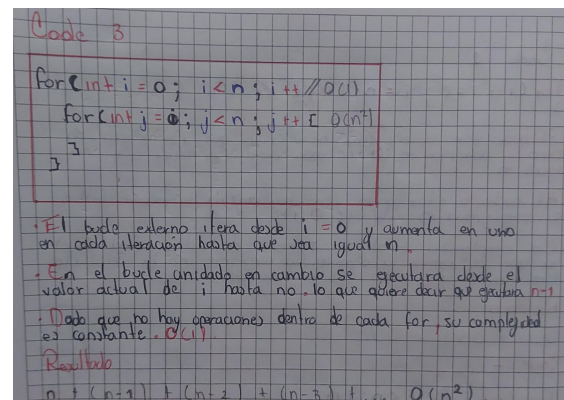 Code 3
for(int i = 0; i < n; i++ //O(1)
for(int j = i; j < n; j++ [ O(n²)
}
}
· El bucle externo itera desde i = 0 y aumenta en uno
en cada iteración hasta que sea igual n.
· En el bucle anidado en cambio se ejecutara desde el
valor actual de i hasta no, lo que quiere decir que ejecutara n-1
· Dado que no hay operaciones dentro de cada for, su complejidad
es constante. O(1)
Resultado
n + (n-1) + (n-2) + (n-3) + ... O(n²)